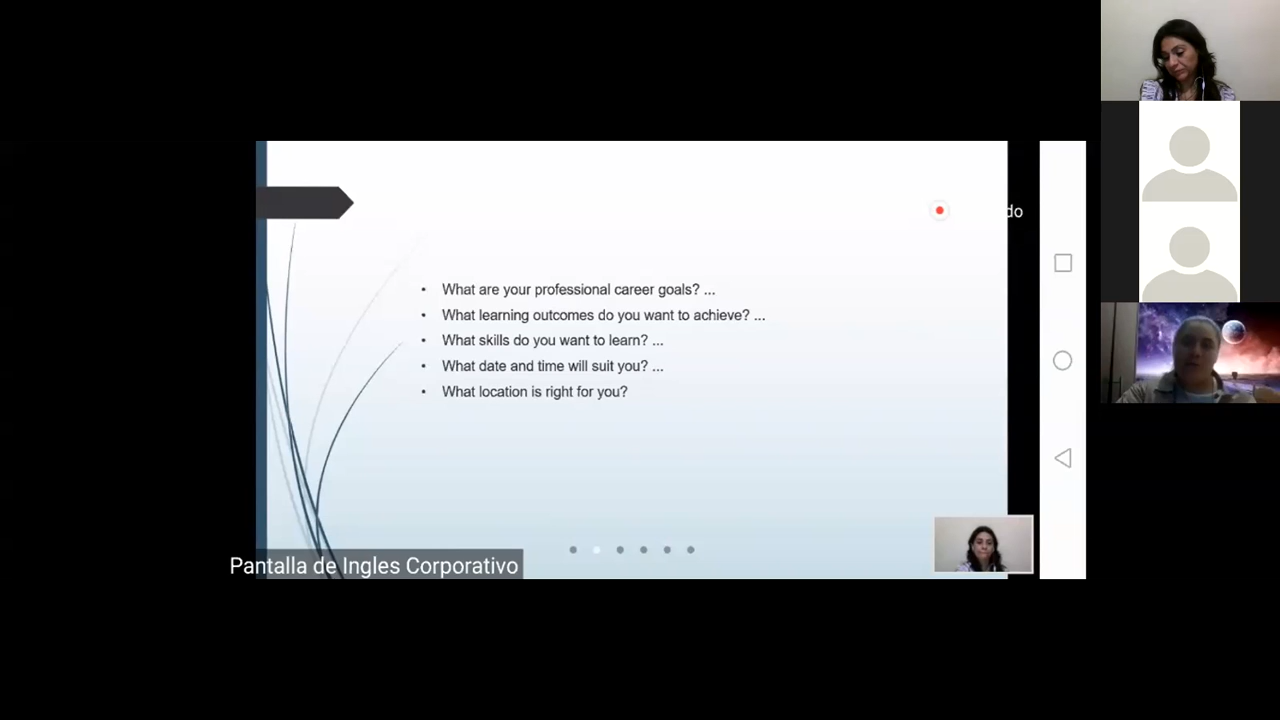 do
What are your professional career goals? ...
What learning outcomes do you want to achieve? ...
What skills do you want to learn? ...
What date and time will suit you? ...
What location is right for you?
Pantalla de Ingles Corporativo